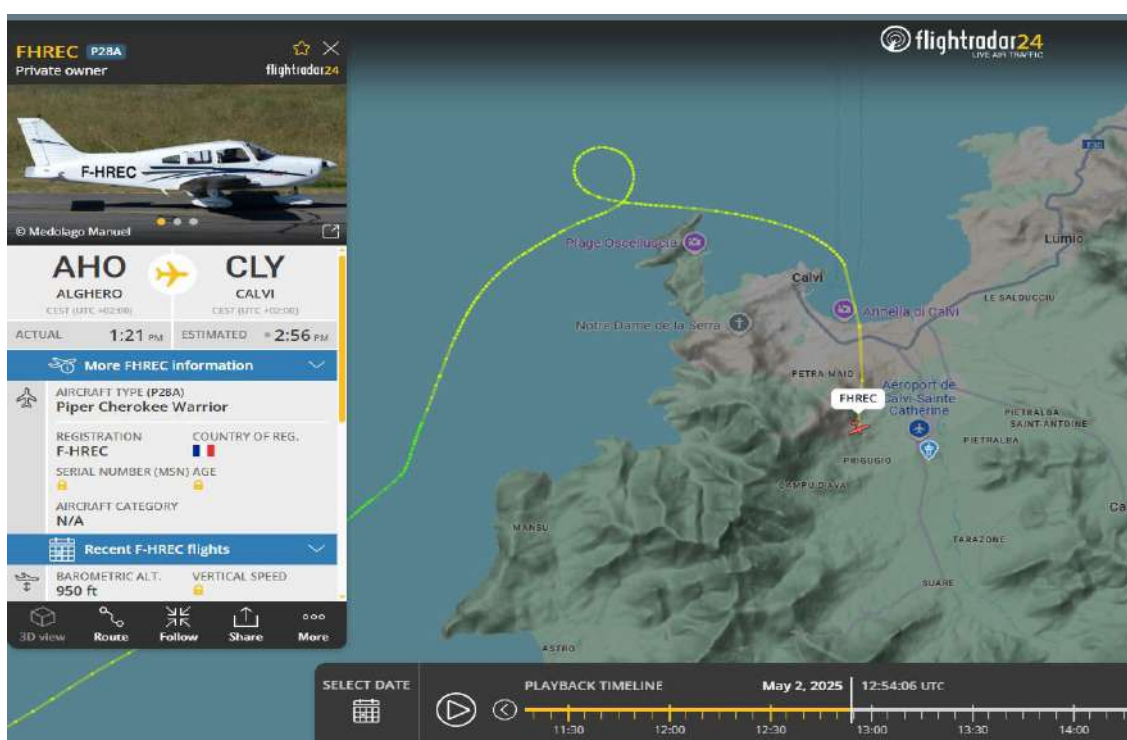 FHREC P28A
Private owner
flightradar24
F-HREC
© Medolago Manuel
AHO CLY
ALGHERO CALVI
CEST (UTC +02:00) CEST (UTC +02:00)
ACTUAL 1:21 PM ESTIMATED 2:56 PM
More FHREC information
AIRCRAFT TYPE (P28A)
Piper Cherokee Warrior
REGISTRATION COUNTRY OF REG.
F-HREC
SERIAL NUMBER (MSN) AGE
AIRCRAFT CATEGORY
N/A
Recent F-HREC flights
BAROMETRIC ALT. VERTICAL SPEED
950 ft
3D view Route Follow Share More
flightradar24
LIVE AIR TRAFFIC
Plage Oscelluccia
Lumio
Calvi
LE SALDUCCIU
Annella di Calvi
Notre Dame de la Serra
PETRA MAIO
FHREC
Aéroport de
Calvi-Sainte
Catherine
PIETRALBA
SAINT-ANTOINE
PIETRALBA
PRIGUGIO
CAMPU D'AVA
Ca
MANSU
TARAZONE
SUARE
ASTRO
SELECT DATE
PLAYBACK TIMELINE May 2, 2025 12:54:06 UTC
11:30 12:00 12:30 13:00 13:30 14:00